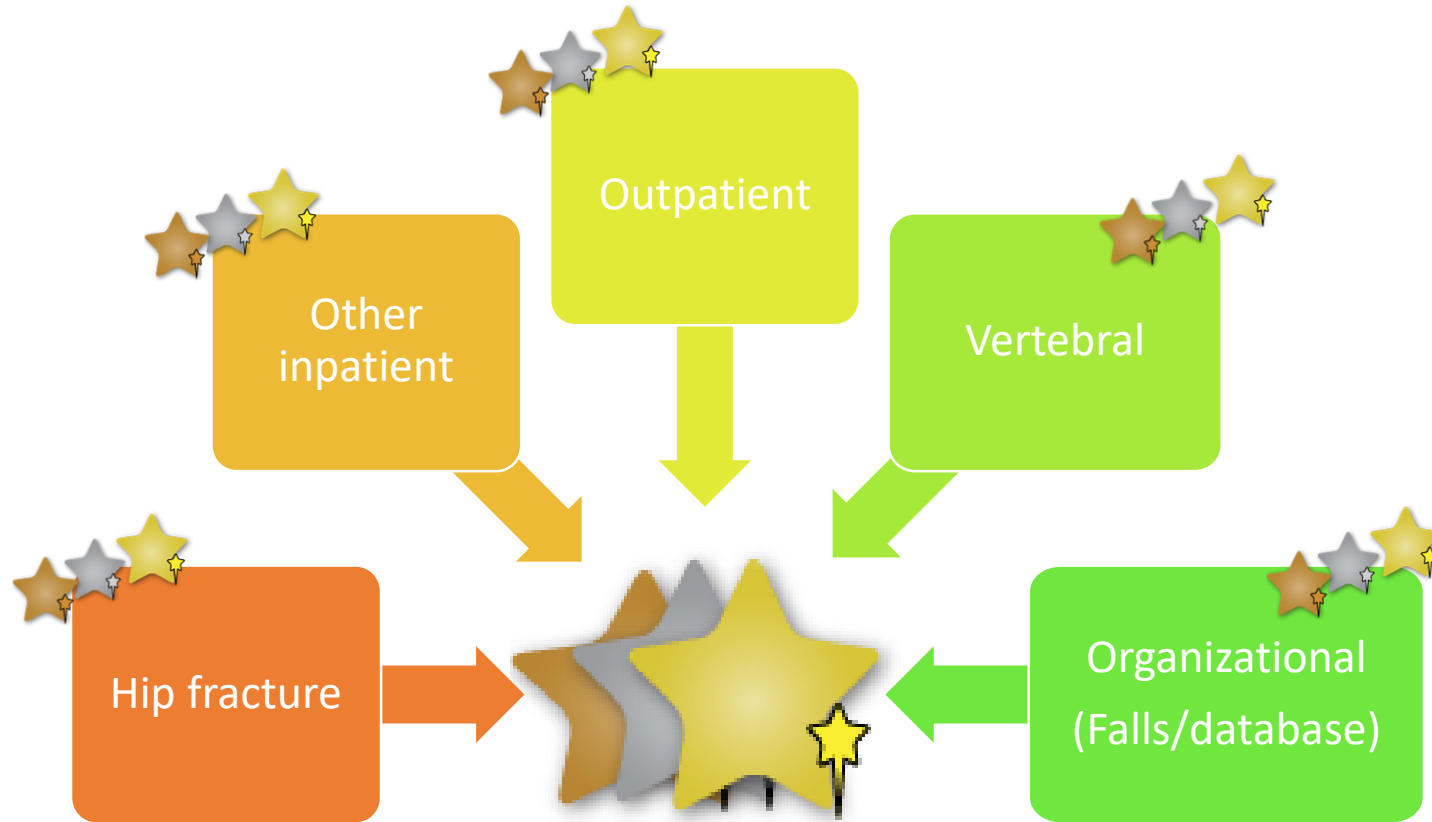 Outpatient
Other
inpatient
Vertebral
Hip fracture
Organizational
(Falls/database)